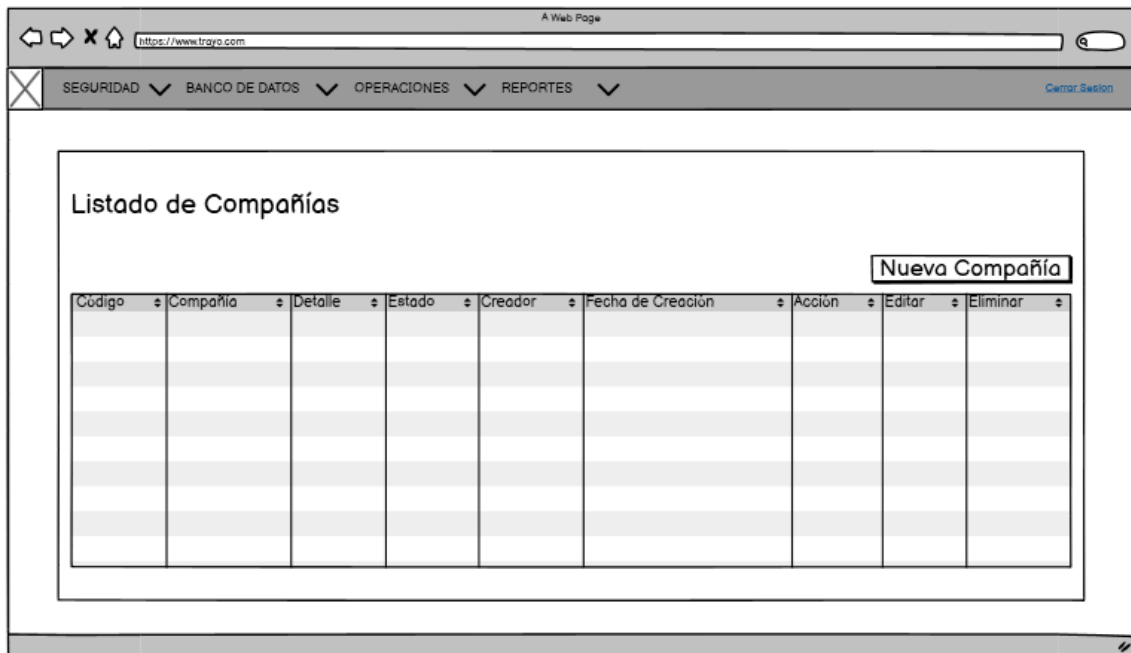 A Web Page
https://www.trayo.com
SEGURIDAD BANCO DE DATOS OPERACIONES REPORTES Cerrar Sesion
Listado de Compañías
Nueva Compañía
Código Compañía Detalle Estado Creador Fecha de Creación Acción Editar Eliminar